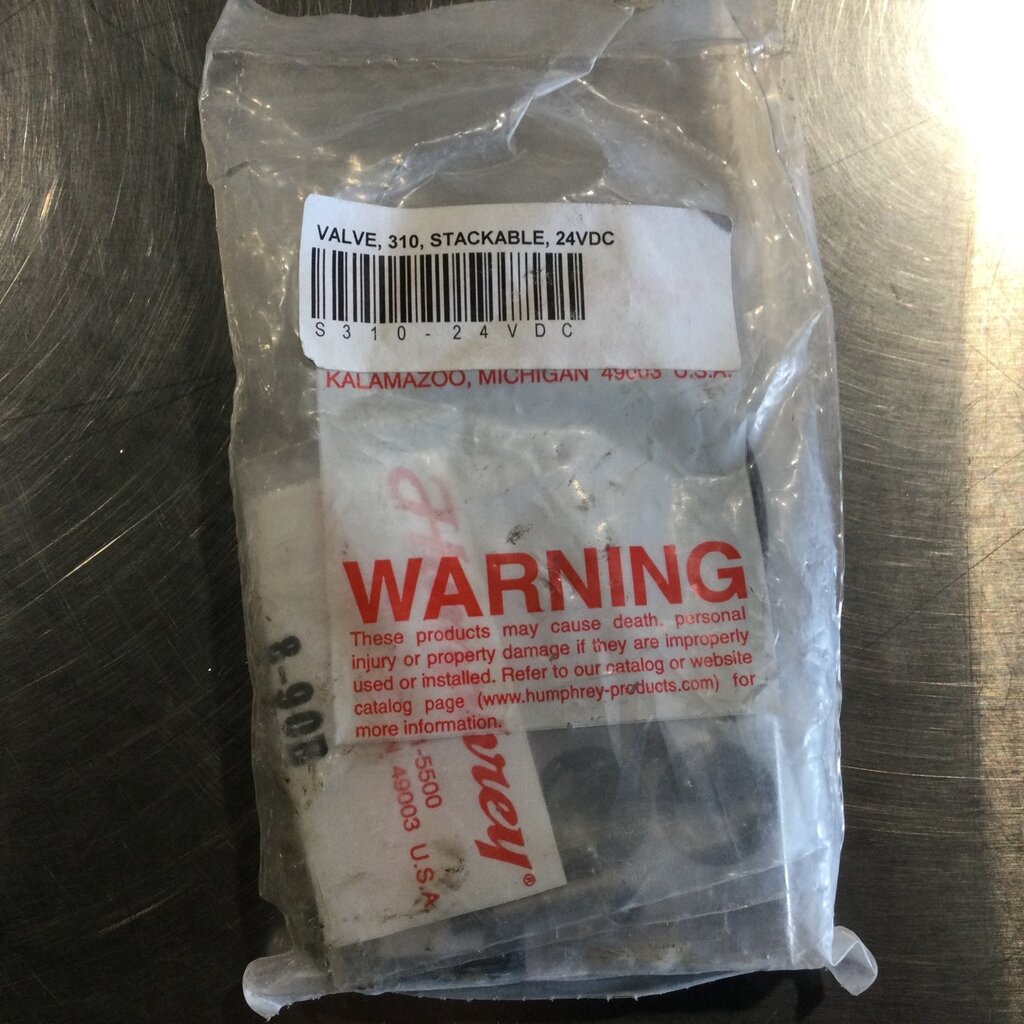 VALVE, 310, STACKABLE, 24VDC
S310-24VDC
KALAMAZOO, MICHIGAN 49003 U.S.A.
WARNING
These products may cause death, personal
injury or property damage if they are improperly
used or installed. Refer to our catalog or website
catalog page (www.humphrey-products.com) for
more information.
8-90B
-5500
49003 U.S.A.